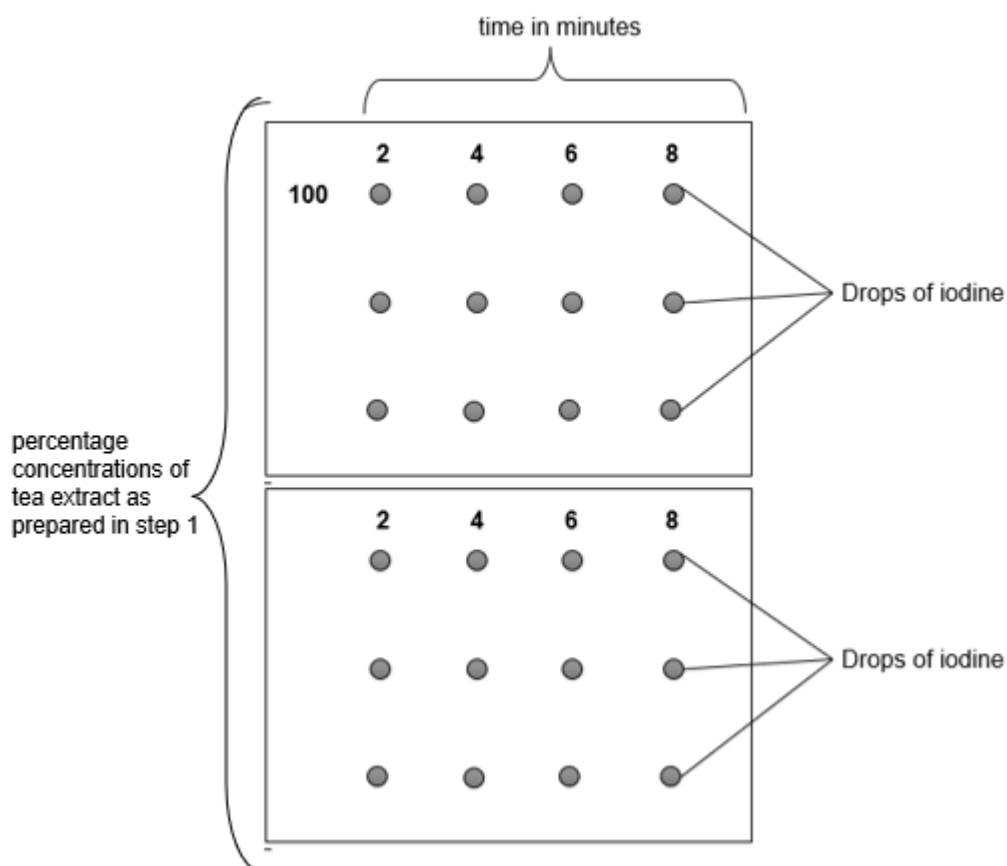 time in minutes
2 4 6 8
100
Drops of iodine
percentage
concentrations of
tea extract as
prepared in step 1
2 4 6 8
Drops of iodine